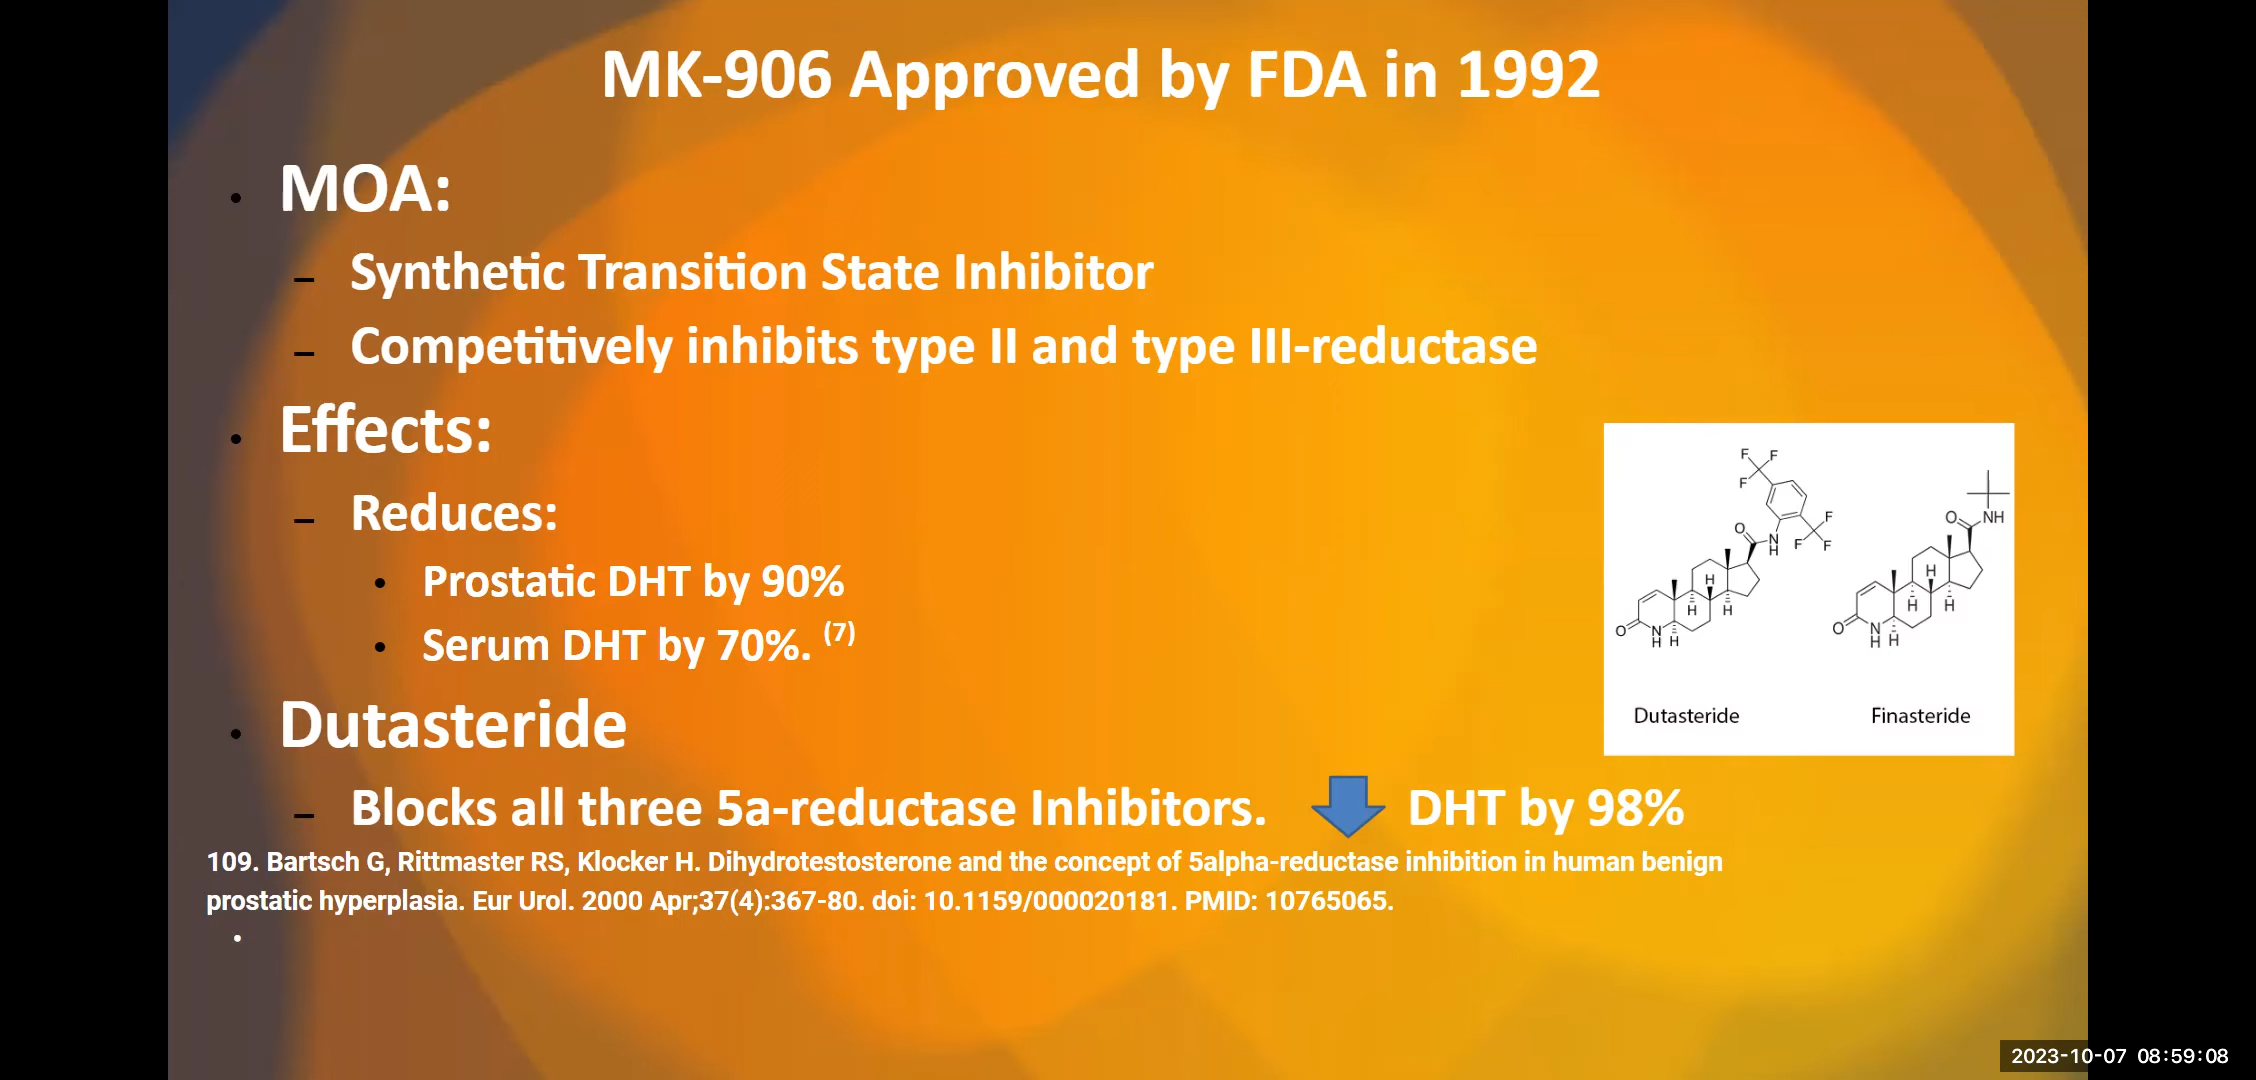 MK-906 Approved by FDA in 1992
• MOA:
– Synthetic Transition State Inhibitor
– Competitively inhibits type II and type III-reductase
• Effects:
– Reduces:
• Prostatic DHT by 90%
• Serum DHT by 70%. (7)
• Dutasteride
– Blocks all three 5a-reductase Inhibitors. DHT by 98%
109. Bartsch G, Rittmaster RS, Klocker H. Dihydrotestosterone and the concept of 5alpha-reductase inhibition in human benign
prostatic hyperplasia. Eur Urol. 2000 Apr;37(4):367-80. doi: 10.1159/000020181. PMID: 10765065.
•
F F
F
F
F F
O
N
H
H
H H
O
N
H
H
Dutasteride
O
NH
H
H H
O
N
H
H
Finasteride
2023-10-07 08:59:08